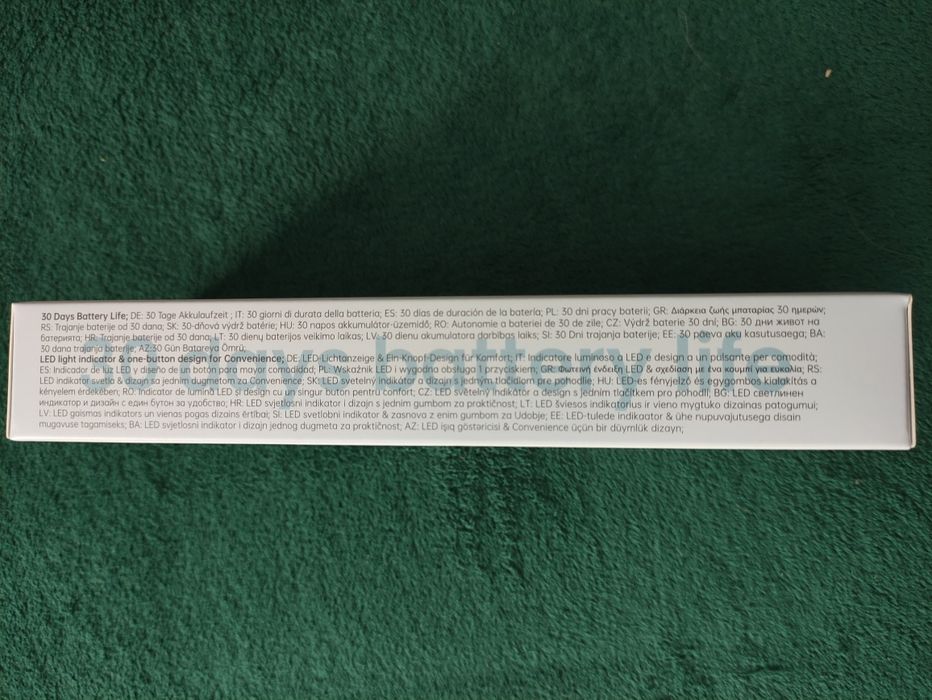 30 Days Battery Life; DE: 30 Tage Akkulaufzeit ; IT: 30 giorni di durata della batteria; ES: 30 días de duración de la batería; PL: 30 dni pracy baterii; GR: Διάρκεια ζωής μπαταρίας 30 ημερών;
RS: Trajanje baterije od 30 dana; SK: 30-dňová výdrž batérie; HU: 30 napos akkumulátor-üzemidő; RO: Autonomie a bateriei de 30 de zile; CZ: Výdrž baterie 30 dní; BG: 30 дни живот на
батерията; HR: Trajanje baterije od 30 dana; LT: 30 dienų baterijos veikimo laikas; LV: 30 dienu akumulatora darbības laiks; SI: 30 Dni trajanja baterije; EE: 30 päeva aku kasutusaega; BA:
30 dana trajanja baterije; AZ:30 Gün Batareya Ömrü;
30 days battery life
LED light indicator & one-button design for Convenience; DE: LED-Lichtanzeige & Ein-Knopf-Design für Komfort; IT: Indicatore luminoso a LED e design a un pulsante per comodità;
ES: Indicador de luz LED y diseño de un botón para mayor comodidad; PL: Wskaźnik LED i wygodna obsługa 1 przyciskiem; GR: Φωτεινή ένδειξη LED & σχεδίαση με ένα κουμπί για ευκολία; RS:
LED indikator světla & dizajn sa jednim dugmetom za convenience; SK: LED svetelný indikátor a dizajn s jedným tlačidlom pre pohodlie; HU: LED-es fényjelző és egygombos kialakítás a
kényelem érdekében; RO: Indicator de lumină LED și design cu un singur buton pentru confort; CZ: LED světelný indikátor a design s jedním tlačítkem pro pohodlí; BG: LED светлинен
индикатор и дизайн с един бутон за удобство; HR: LED svjetlosni indikator i dizajn s jednim gumbom za praktičnost; LT: LED šviesos indikatorius ir vieno mygtuko dizainas patogumui;
LV: LED gaismas indikators un vienas pogas dizains ērtībai; SI: LED svetlobni indikator & zasnova z enim gumbom za Udobje; EE: LED-tulede indikaator & ühe nupuvajutusega disain
mugavuse tagamiseks; BA: LED svjetlosni indikator i dizajn jednog dugmeta za praktičnost; AZ: LED işıq göstəricisi & Convenience üçün bir düymlük dizayn;